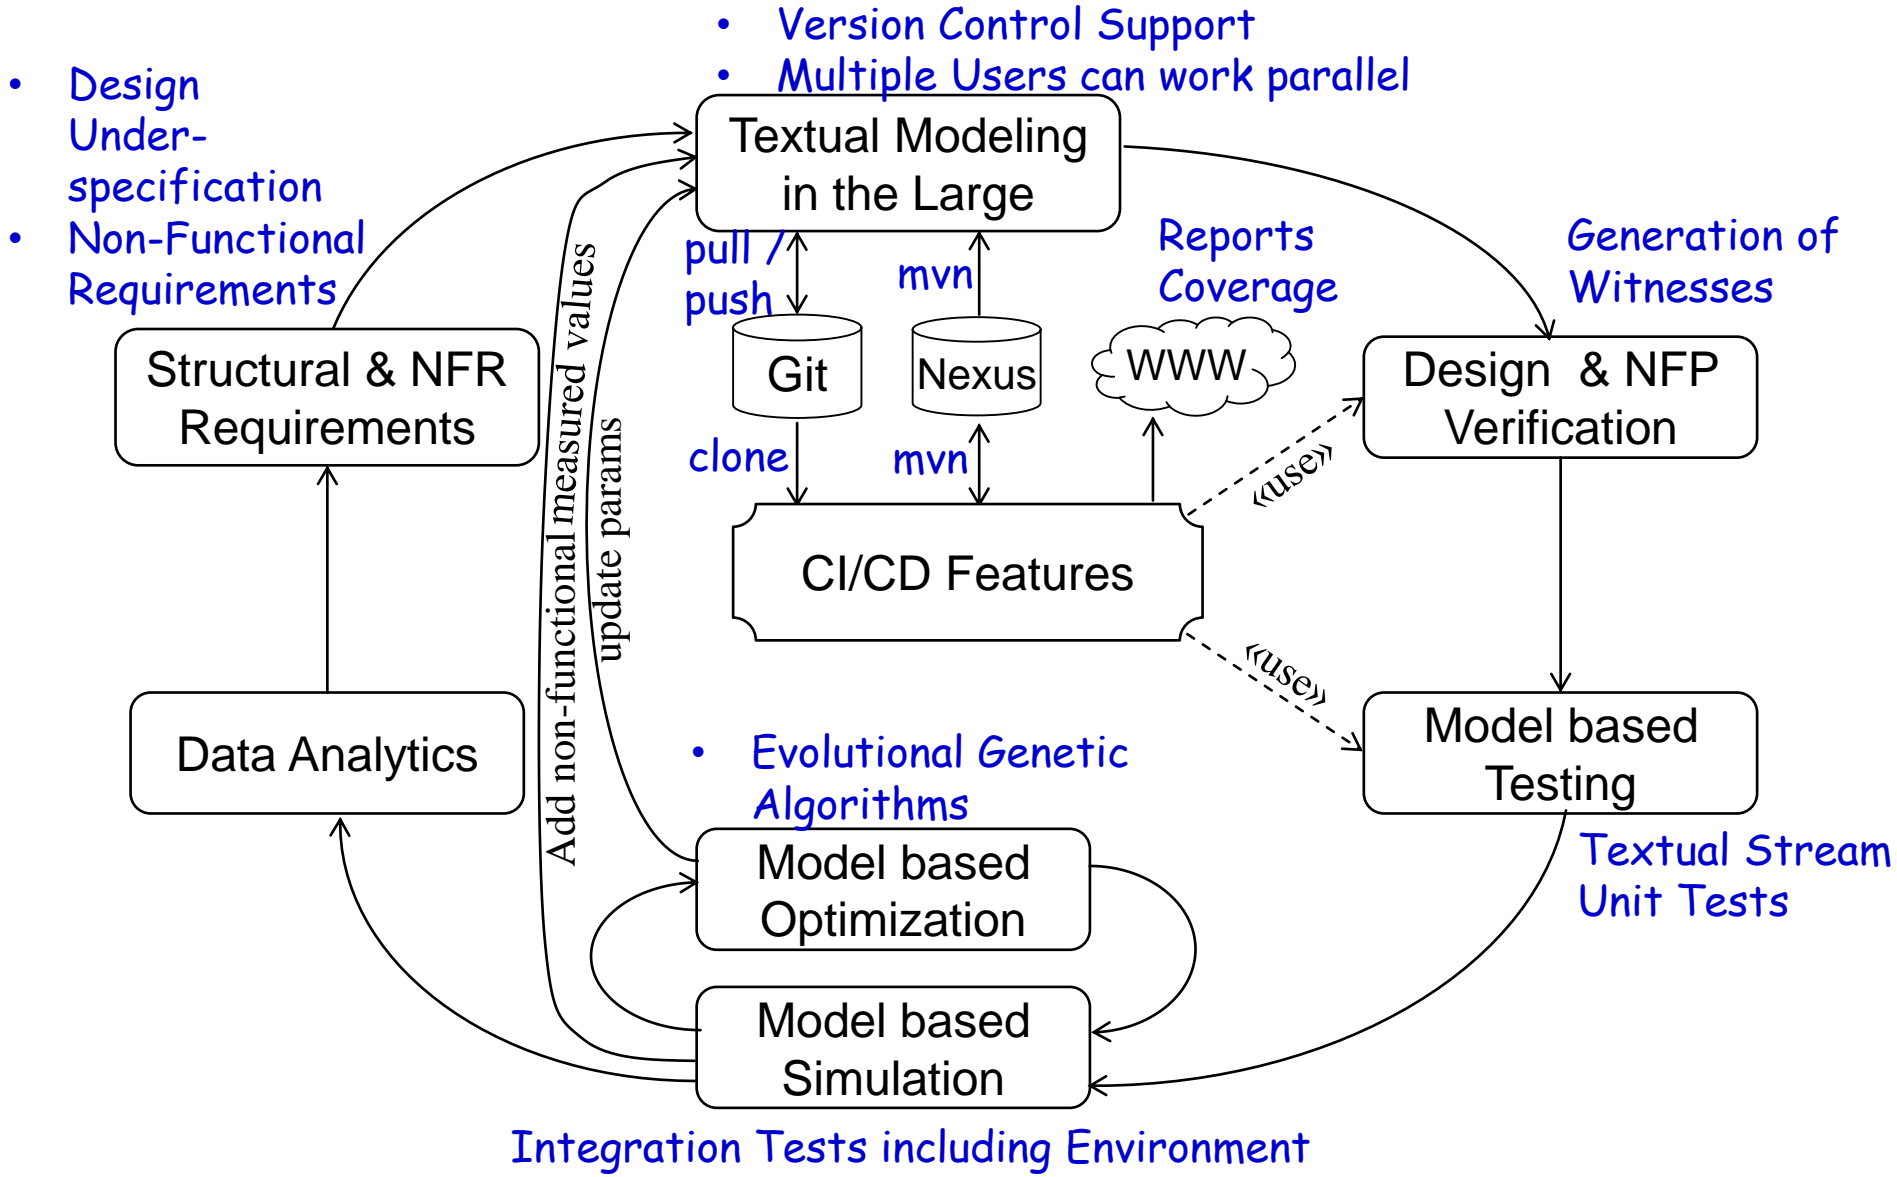 • Version Control Support
• Multiple Users can work parallel
• Design
Under-
specification
• Non-Functional
Requirements
Textual Modeling
in the Large
pull /
push
mvn
Reports
Coverage
Generation of
Witnesses
Structural & NFR
Requirements
Git
Nexus
WWW
Design & NFP
Verification
clone
mvn
«use»
Add non-functional measured values
update params
CI/CD Features
«use»
Data Analytics
Model based
Testing
• Evolutional Genetic
Algorithms
Textual Stream
Unit Tests
Model based
Optimization
Model based
Simulation
Integration Tests including Environment